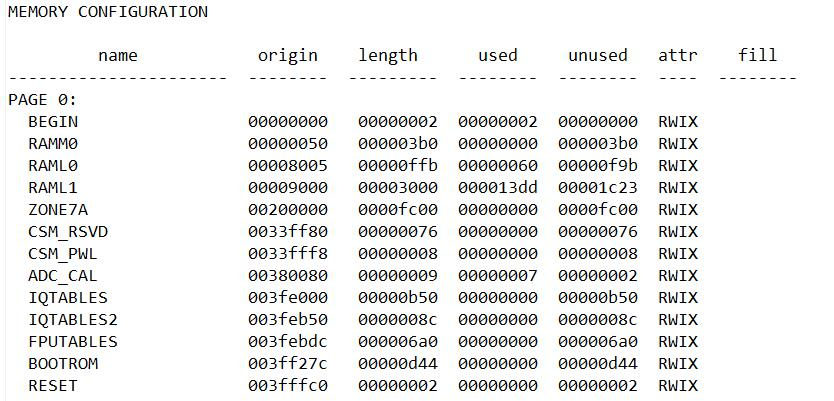 MEMORY CONFIGURATION
name origin length used unused attr fill
---------------------- -------- --------- -------- -------- ---- --------
PAGE 0:
BEGIN 00000000 00000002 00000002 00000000 RWIX
RAMM0 00000050 000003b0 00000000 000003b0 RWIX
RAML0 00008005 00000ffb 00000060 00000f9b RWIX
RAML1 00009000 00003000 000013dd 00001c23 RWIX
ZONE7A 00200000 0000fc00 00000000 0000fc00 RWIX
CSM_RSVD 0033ff80 00000076 00000000 00000076 RWIX
CSM_PWL 0033fff8 00000008 00000000 00000008 RWIX
ADC_CAL 00380080 00000009 00000007 00000002 RWIX
IQTABLES 003fe000 00000b50 00000000 00000b50 RWIX
IQTABLES2 003feb50 0000008c 00000000 0000008c RWIX
FPUTABLES 003febdc 000006a0 00000000 000006a0 RWIX
BOOTROM 003ff27c 00000d44 00000000 00000d44 RWIX
RESET 003fffc0 00000002 00000000 00000002 RWIX